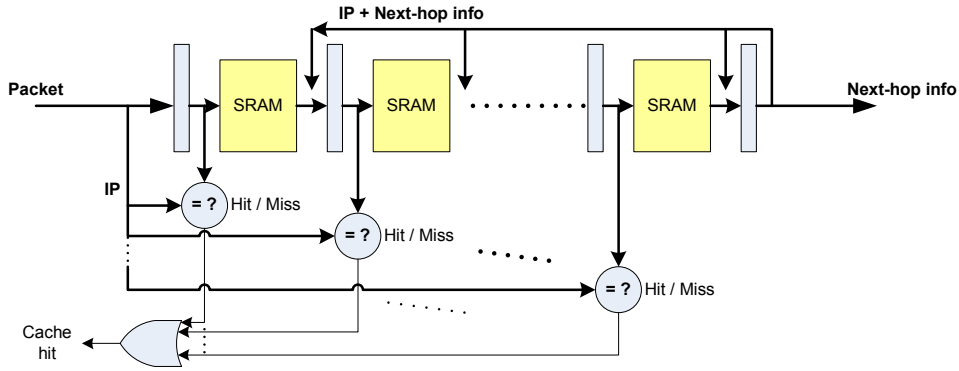 IP + Next-hop info
Packet
SRAM
SRAM
SRAM
Next-hop info
IP
= ?
Hit / Miss
= ?
Hit / Miss
= ?
Hit / Miss
Cache
hit